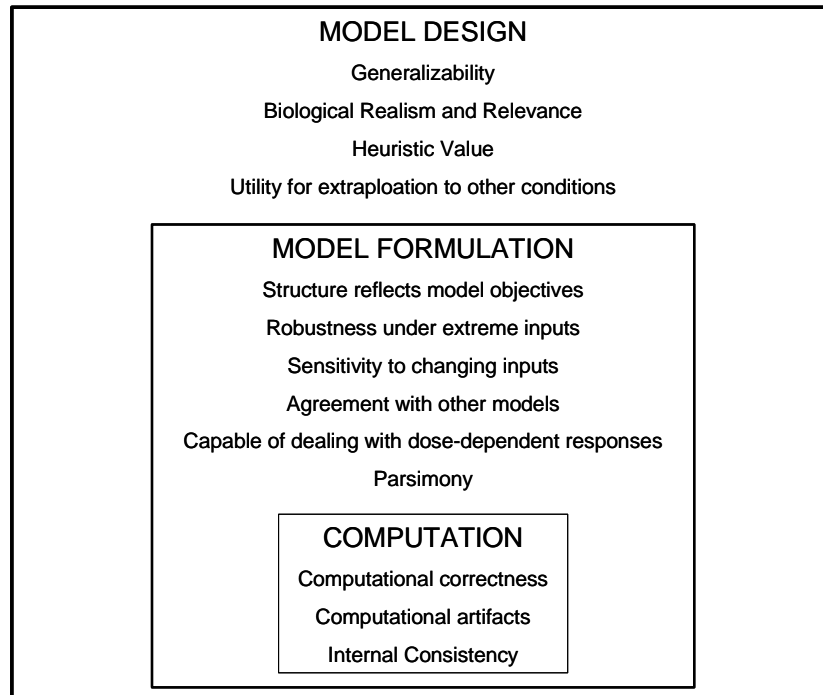 MODEL DESIGN
Generalizability
Biological Realism and Relevance
Heuristic Value
Utility for extraploation to other conditions
MODEL FORMULATION
Structure reflects model objectives
Robustness under extreme inputs
Sensitivity to changing inputs
Agreement with other models
Capable of dealing with dose-dependent responses
Parsimony
COMPUTATION
Computational correctness
Computational artifacts
Internal Consistency